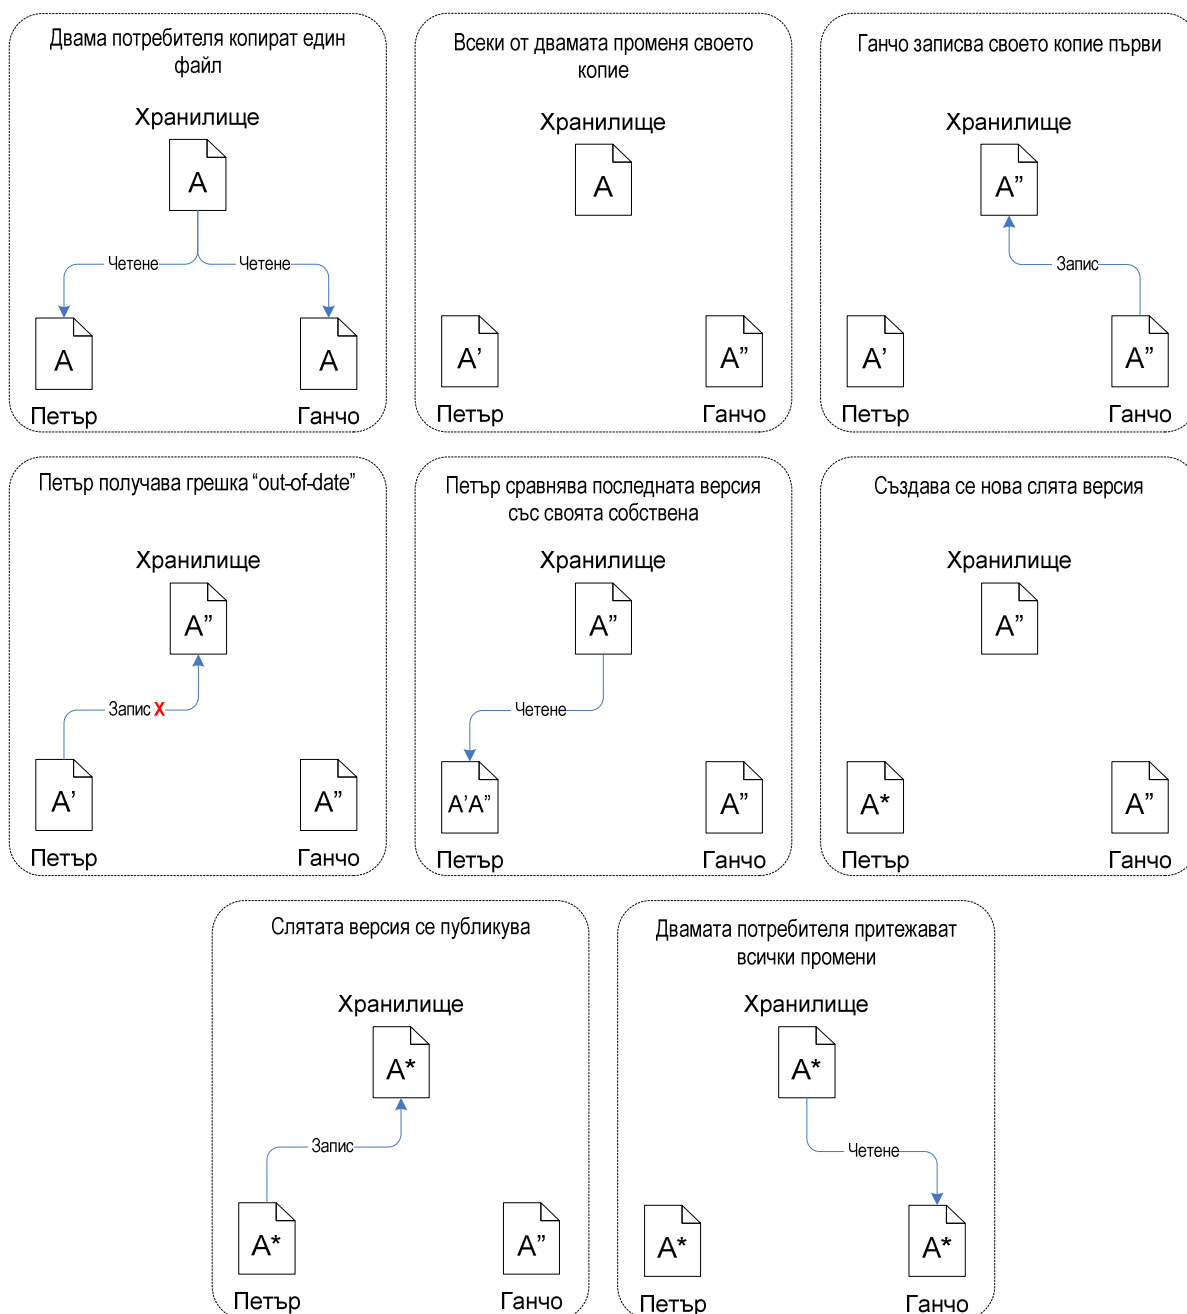 Двама потребителя копират един
файл
Хранилище
A
Четене
Четене
A
A
Петър
Ганчо
Всеки от двамата променя своето
копие
Хранилище
A
A’
A”
Петър
Ганчо
Ганчо записва своето копие първи
Хранилище
A”
Запис
A’
A”
Петър
Ганчо
Петър получава грешка “out-of-date”
Хранилище
A”
Запис X
A’
A”
Петър
Ганчо
Петър сравнява последната версия
със своята собствена
Хранилище
A”
Четене
A’A”
A”
Петър
Ганчо
Създава се нова слята версия
Хранилище
A”
A*
A”
Петър
Ганчо
Слятата версия се публикува
Хранилище
A*
Запис
A*
A”
Петър
Ганчо
Двамата потребителя притежават
всички промени
Хранилище
A*
Четене
A*
A*
Петър
Ганчо